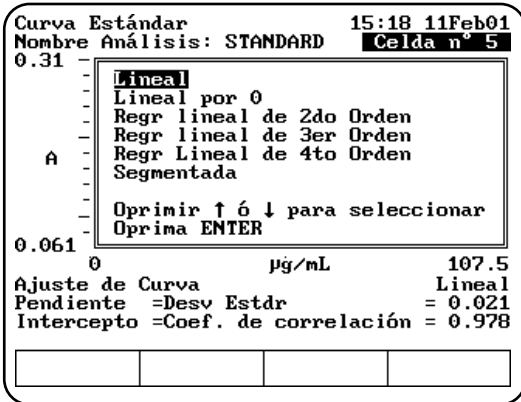 Curva Estándar 15:18 11Feb01
Nombre Análisis: STANDARD Celda nº 5
0.31
Lineal
Lineal por 0
Regr lineal de 2do Orden
Regr lineal de 3er Orden
Regr Lineal de 4to Orden
Segmentada
A
Oprimir ↑ ó ↓ para seleccionar
Oprima ENTER
0.061
0 µg/mL 107.5
Ajuste de Curva Lineal
Pendiente =Desv Estdr = 0.021
Intercepto =Coef. de correlación = 0.978